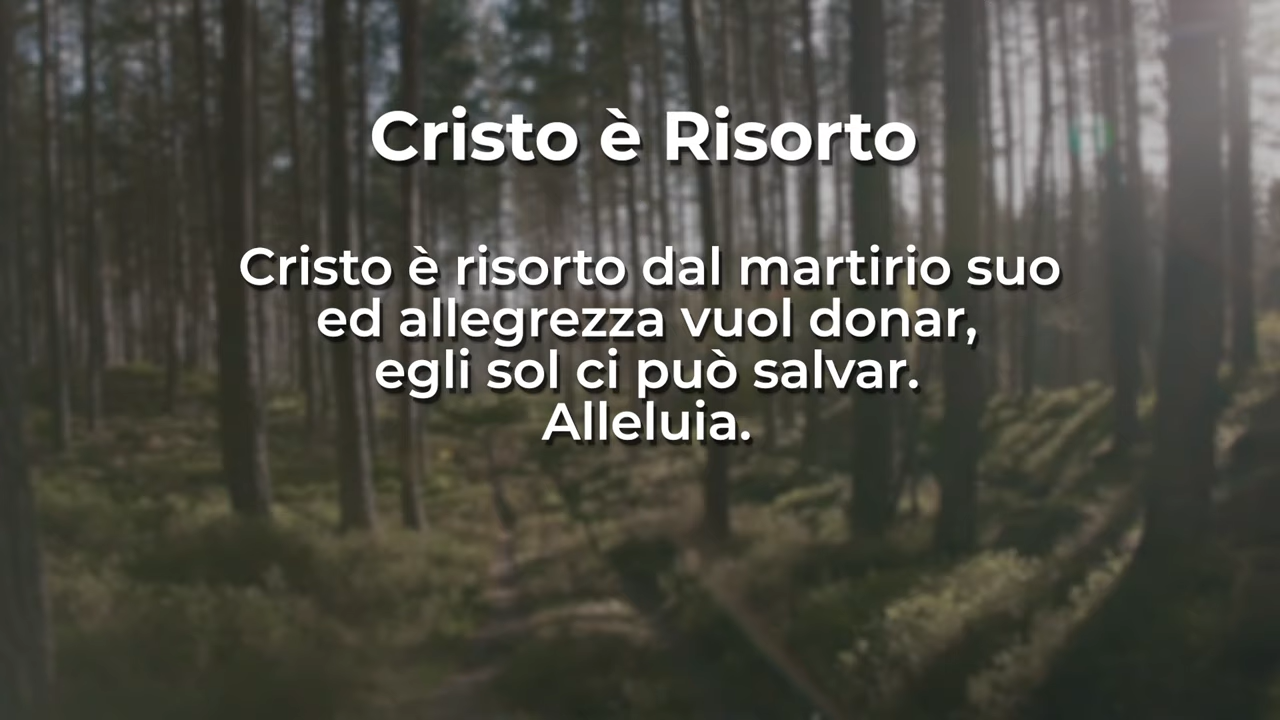 Cristo è Risorto
Cristo è risorto dal martirio suo
ed allegrezza vuol donar,
egli sol ci può salvar.
Alleluia.